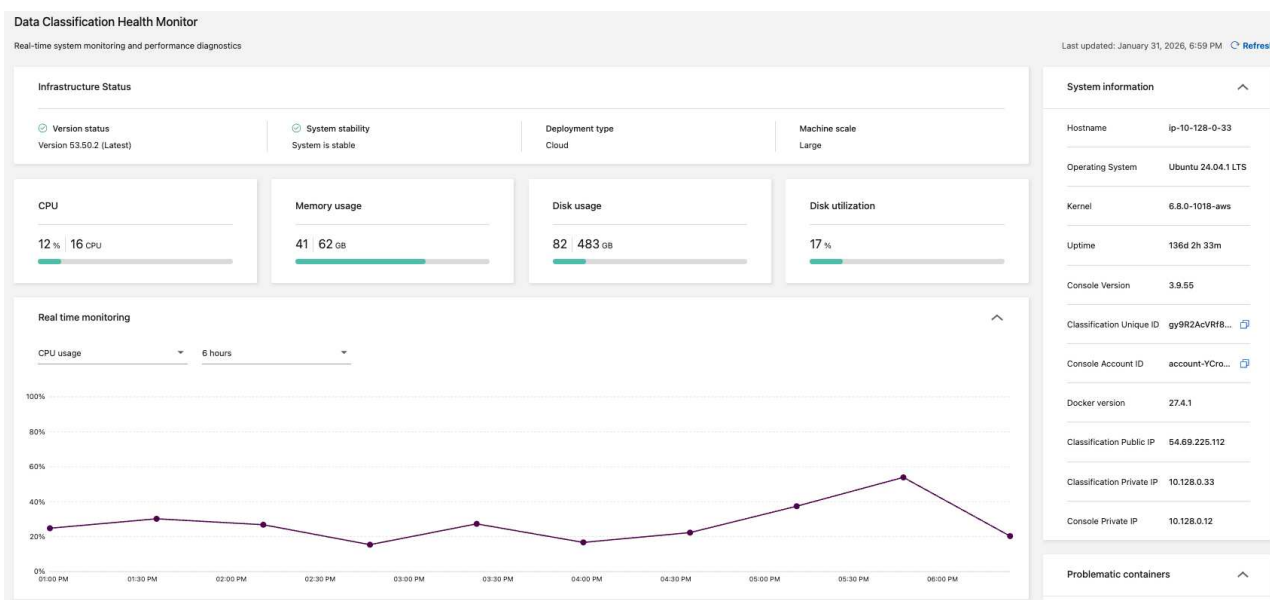 Data Classification Health Monitor
Real-time system monitoring and performance diagnostics
Last updated: January 31, 2026, 6:59 PM Refresh
Infrastructure Status
Version status
Version 53.50.2 (Latest)
System stability
System is stable
Deployment type
Cloud
Machine scale
Large
CPU
12 % 16 CPU
Memory usage
41 62 GB
Disk usage
82 483 GB
Disk utilization
17 %
Real time monitoring
CPU usage 6 hours
100%
80%
60%
40%
20%
0%
01:00 PM 01:30 PM 02:00 PM 02:30 PM 03:00 PM 03:30 PM 04:00 PM 04:30 PM 05:00 PM 05:30 PM 06:00 PM
System information
Hostname ip-10-128-0-33
Operating System Ubuntu 24.04.1 LTS
Kernel 6.8.0-1018-aws
Uptime 136d 2h 33m
Console Version 3.9.55
Classification Unique ID gy9R2AcVRf8...
Console Account ID account-YCro...
Docker version 27.4.1
Classification Public IP 54.69.225.112
Classification Private IP 10.128.0.33
Console Private IP 10.128.0.12
Problematic containers